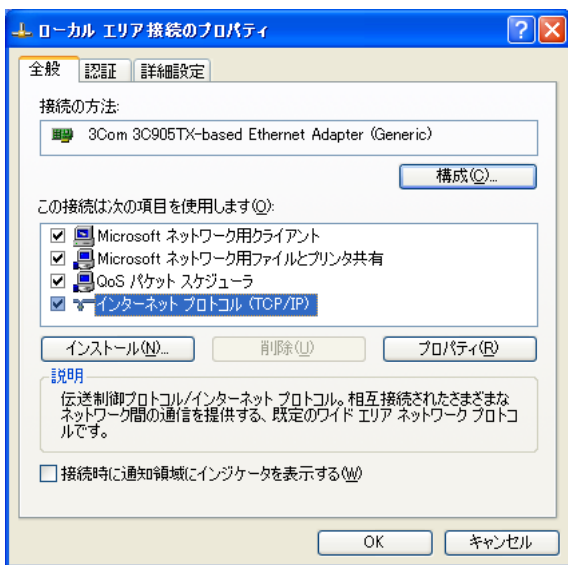 ローカル エリア接続のプロパティ
全般 認証 詳細設定
接続の方法:
3Com 3C905TX-based Ethernet Adapter (Generic)
構成(C)...
この接続は次の項目を使用します(O):
Microsoft ネットワーク用クライアント
Microsoft ネットワーク用ファイルとプリンタ共有
QoS パケット スケジューラ
インターネット プロトコル (TCP/IP)
インストール(N)... 削除(U) プロパティ(R)
説明
伝送制御プロトコル/インターネット プロトコル。相互接続されたさまざまな
ネットワーク間の通信を提供する、既定のワイド エリア ネットワーク プロトコ
ルです。
接続時に通知領域にインジケータを表示する(W)
OK キャンセル